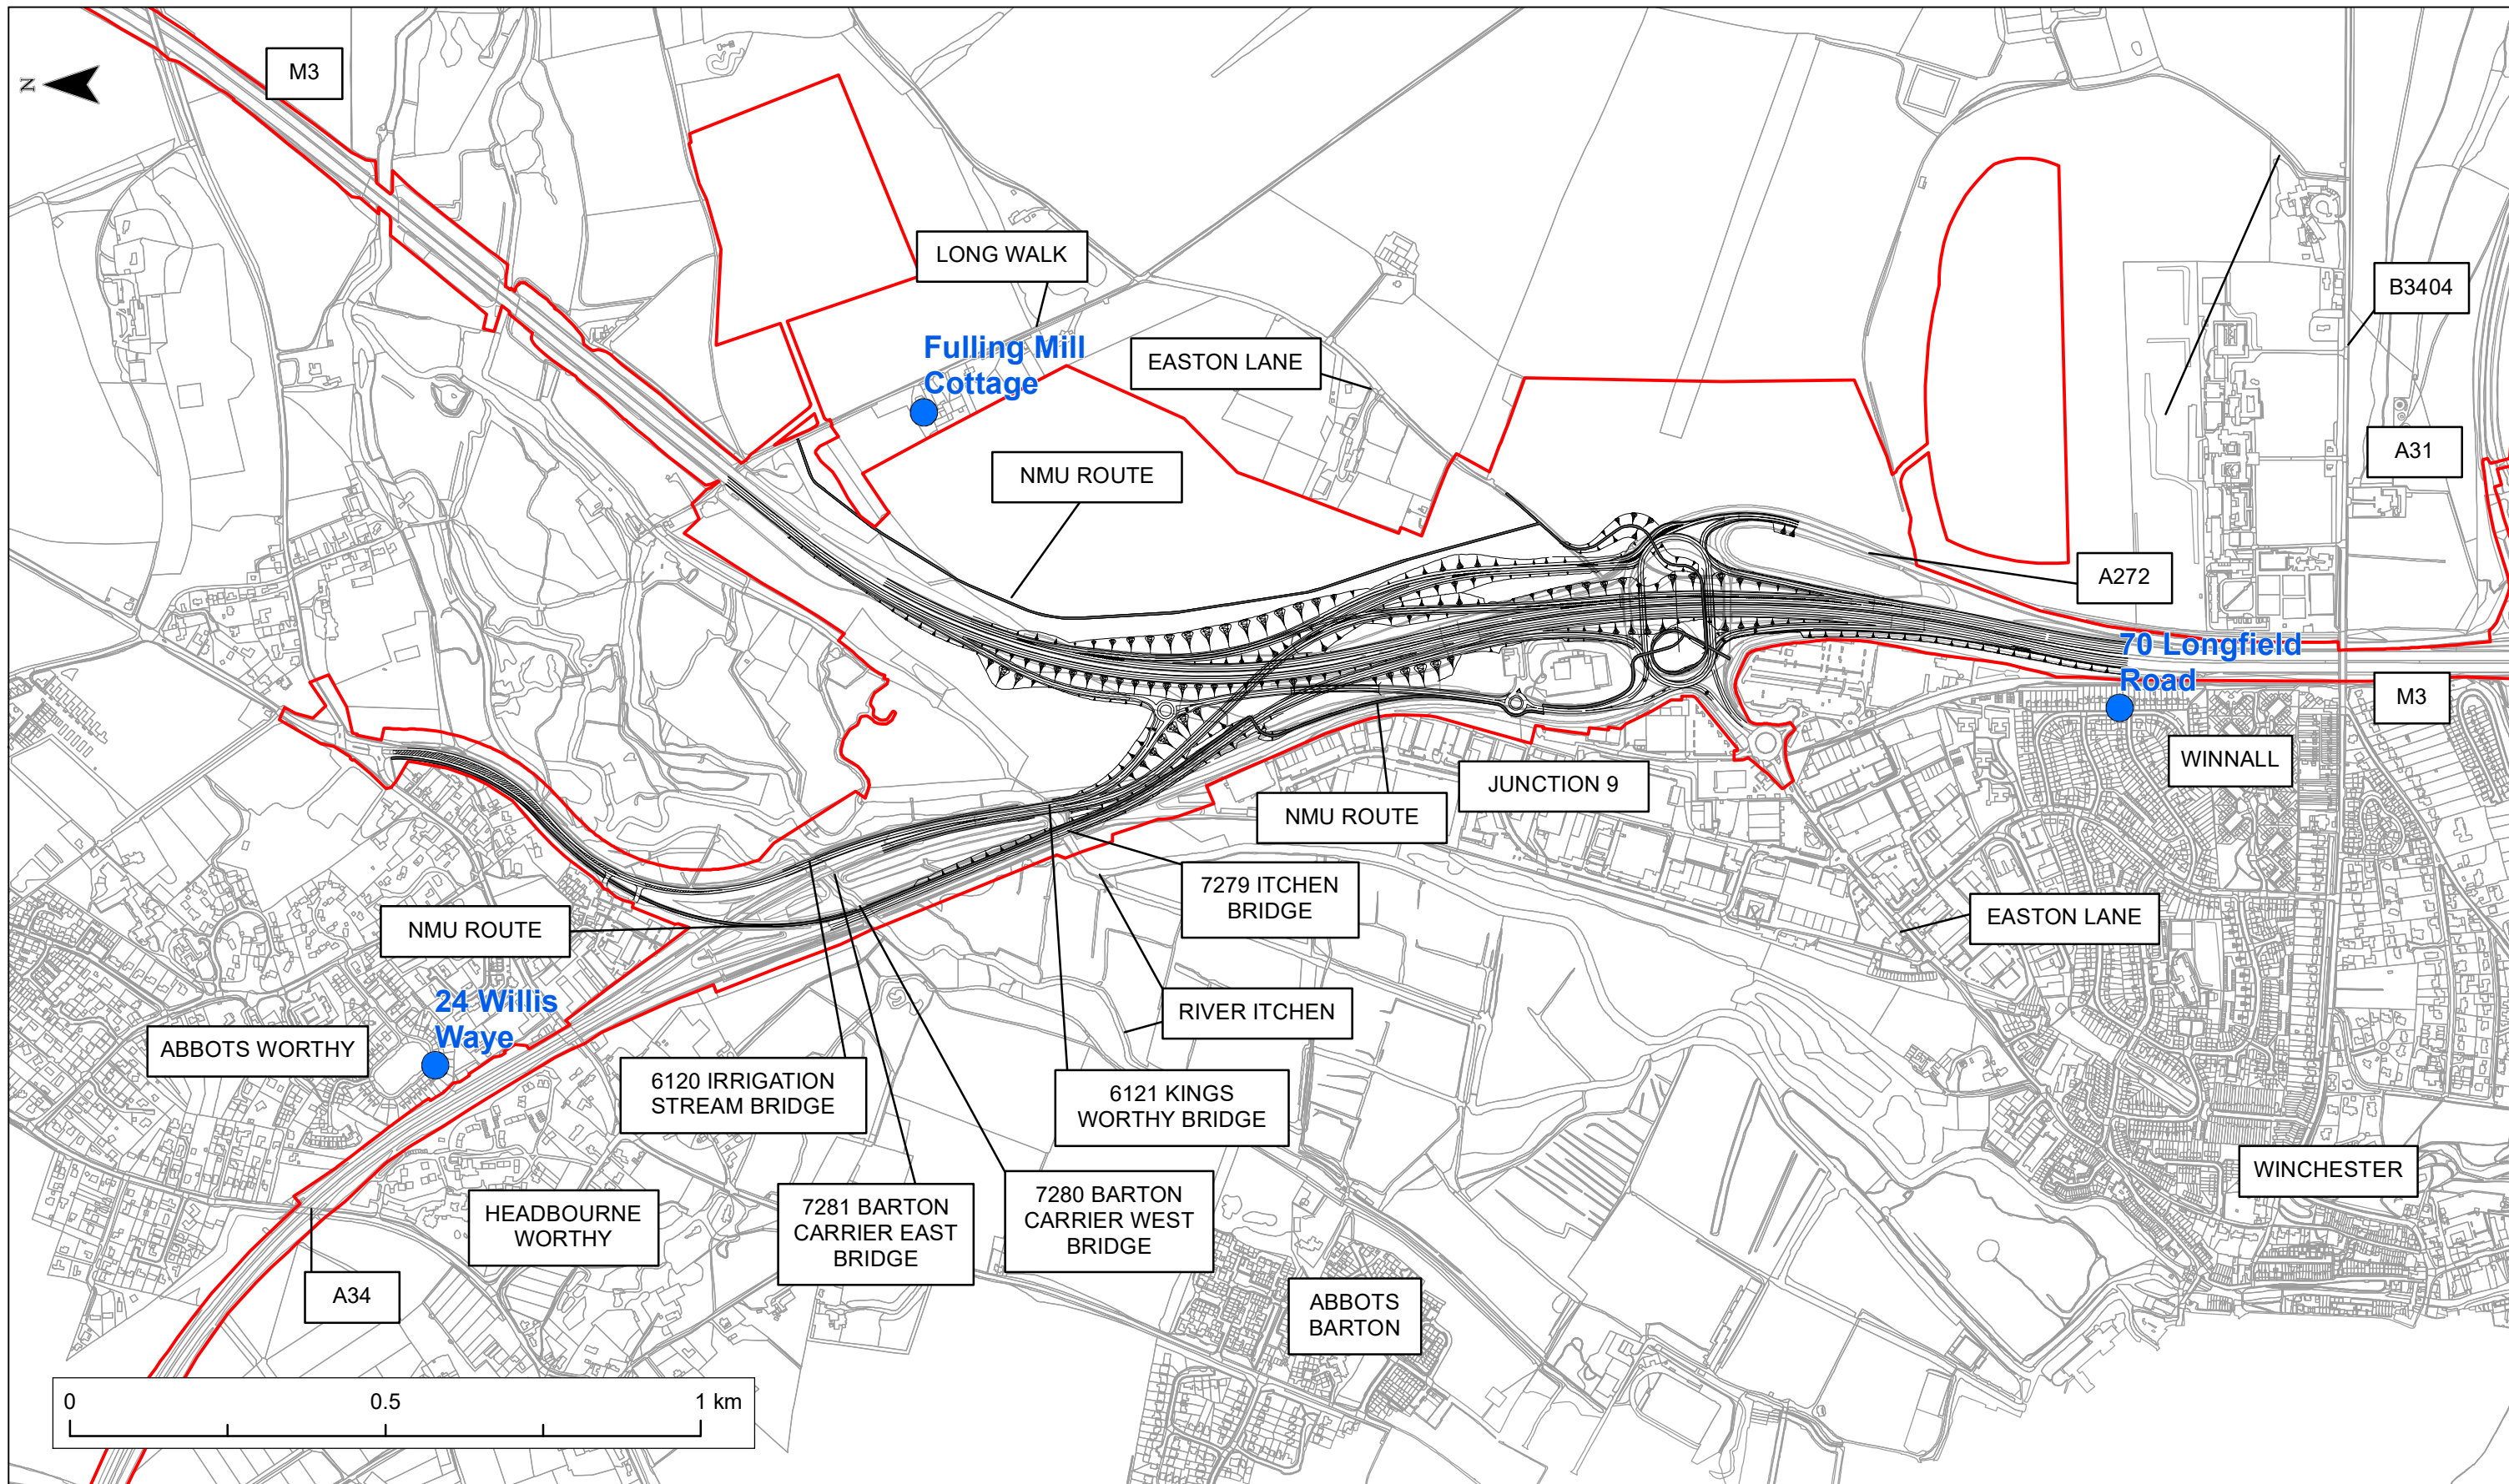 M3
N
LONG WALK
B3404
Fulling Mill
Cottage
EASTON LANE
A31
NMU ROUTE
A272
70 Longfield
Road
M3
WINNALL
JUNCTION 9
NMU ROUTE
7279 ITCHEN
BRIDGE
EASTON LANE
NMU ROUTE
24 Willis
Waye
RIVER ITCHEN
ABBOTS WORTHY
6120 IRRIGATION
STREAM BRIDGE
6121 KINGS
WORTHY BRIDGE
WINCHESTER
HEADBOURNE
WORTHY
7281 BARTON
CARRIER EAST
BRIDGE
7280 BARTON
CARRIER WEST
BRIDGE
A34
ABBOTS
BARTON
0 0.5 1 km